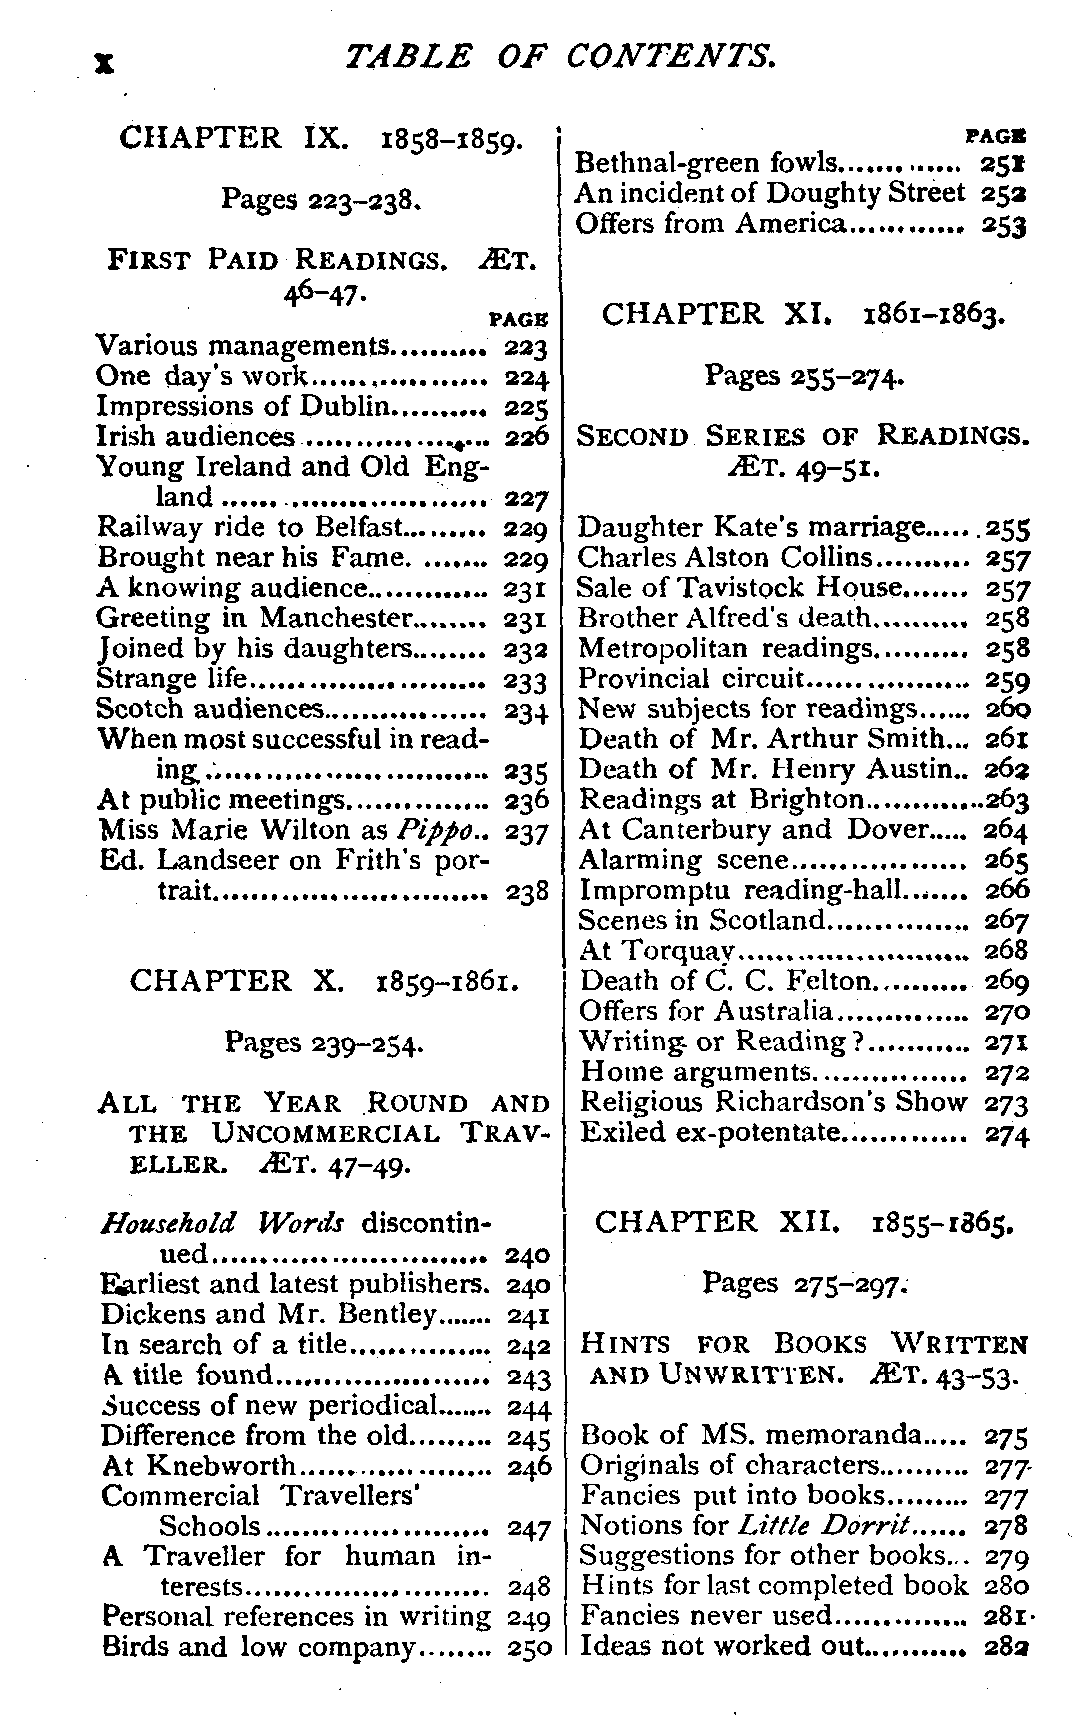 x
TABLE OF CONTENTS.
CHAPTER IX. 1858–1859.
Pages 223–238.
FIRST PAID READINGS. ÆT.
46–47.
PAGE
Various managements.......... 223
One day's work.................. 224
Impressions of Dublin.......... 225
Irish audiences.................. 226
Young Ireland and Old Eng-
land .......................... 227
Railway ride to Belfast......... 229
Brought near his Fame. ....... 229
A knowing audience............ 231
Greeting in Manchester........ 231
Joined by his daughters........ 232
Strange life........................ 233
Scotch audiences................. 234
When most successful in read-
ing............................ 235
At public meetings............... 236
Miss Marie Wilton as Pippo.. 237
Ed. Landseer on Frith's por-
trait............................ 238
CHAPTER X. 1859–1861.
Pages 239–254.
ALL THE YEAR ROUND AND
THE UNCOMMERCIAL TRAV-
ELLER. ÆT. 47–49.
Household Words discontin-
ued............................ 240
Earliest and latest publishers. 240
Dickens and Mr. Bentley....... 241
In search of a title............... 242
A title found...................... 243
Success of new periodical....... 244
Difference from the old......... 245
At Knebworth.................... 246
Commercial Travellers'
Schools....................... 247
A Traveller for human in-
terests......................... 248
Personal references in writing 249
Birds and low company........ 250
PAGE
Bethnal-green fowls............. 251
An incident of Doughty Street 252
Offers from America............ 253
CHAPTER XI. 1861–1863.
Pages 255–274.
SECOND SERIES OF READINGS.
ÆT. 49–51.
Daughter Kate's marriage...... 255
Charles Alston Collins.......... 257
Sale of Tavistock House....... 257
Brother Alfred's death.......... 258
Metropolitan readings.......... 258
Provincial circuit................. 259
New subjects for readings...... 260
Death of Mr. Arthur Smith... 261
Death of Mr. Henry Austin.. 262
Readings at Brighton.............263
At Canterbury and Dover..... 264
Alarming scene.................. 265
Impromptu reading-hall....... 266
Scenes in Scotland............... 267
At Torquay........................ 268
Death of C. C. Felton.......... 269
Offers for Australia.............. 270
Writing or Reading?........... 271
Home arguments................ 272
Religious Richardson's Show 273
Exiled ex-potentate............. 274
CHAPTER XII. 1855–1865.
Pages 275–297.
HINTS FOR BOOKS WRITTEN
AND UNWRITTEN. ÆT. 43–53.
Book of MS. memoranda..... 275
Originals of characters.......... 277
Fancies put into books......... 277
Notions for Little Dorrit...... 278
Suggestions for other books... 279
Hints for last completed book 280
Fancies never used.............. 281
Ideas not worked out........... 282